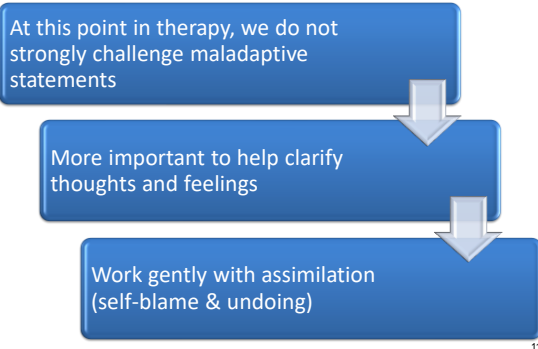 At this point in therapy, we do not
strongly challenge maladaptive
statements
More important to help clarify
thoughts and feelings
Work gently with assimilation
(self-blame & undoing)